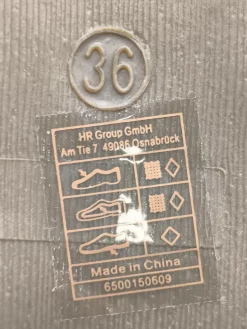 36
HR Group GmbH
Am Tie 7 49086 Osnabrück
Made in China
6500150609